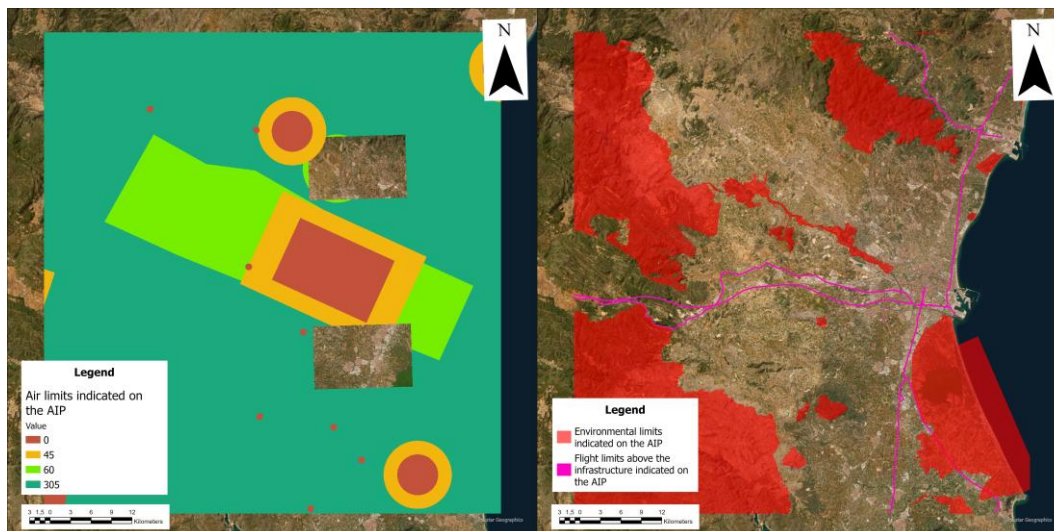 N
Legend
Air limits indicated on
the AIP
Value
0
45
60
305
3 1,5 0 3 6 9 12
Kilometers
N
Legend
Environmental limits
indicated on the AIP
Flight limits above the
infrastructure indicated on
the AIP
3 1,5 0 3 6 9 12
Kilometers
Geographics